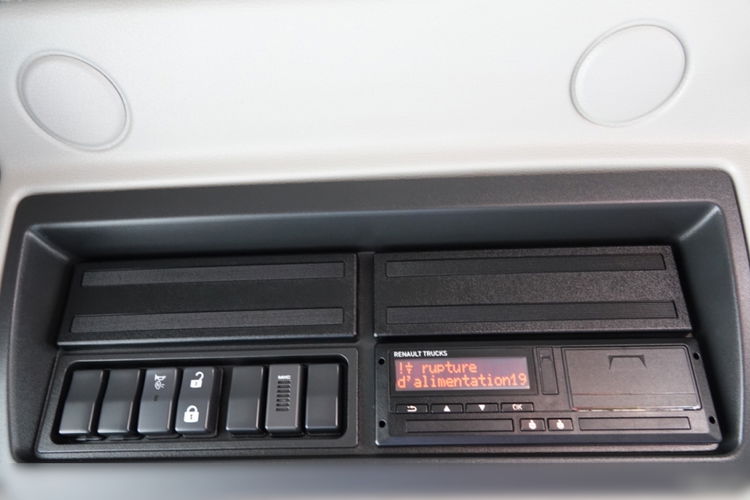 RENAULT TRUCKS
!⍒ rupture
d'alimentation19
OK